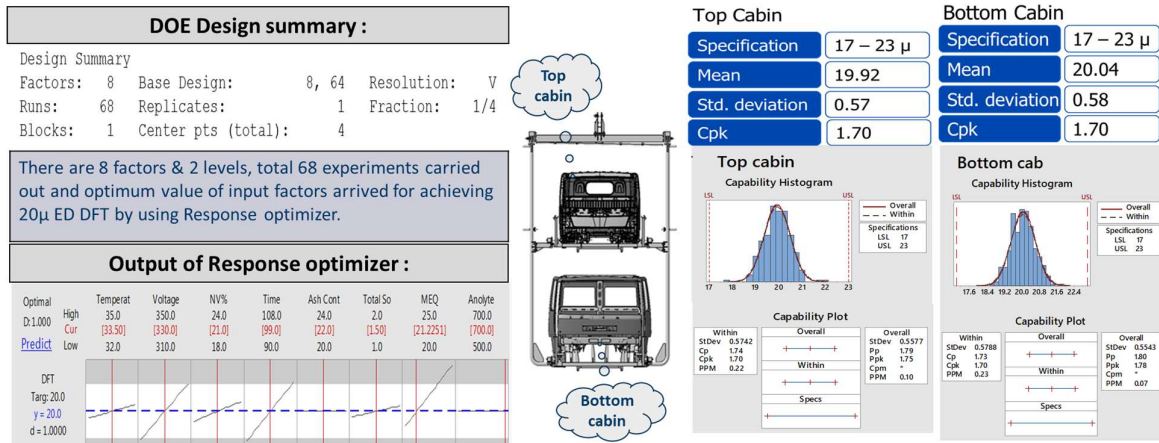 DOE Design summary :
Design Summary
Factors: 8 Base Design: 8, 64 Resolution: V
Runs: 68 Replicates: 1 Fraction: 1/4
Blocks: 1 Center pts (total): 4
There are 8 factors & 2 levels, total 68 experiments carried
out and optimum value of input factors arrived for achieving
20µ ED DFT by using Response optimizer.
Output of Response optimizer :
Optimal Temperat Voltage NV% Time Ash Cont Total So MEQ Anolyte
High 35.0 350.0 24.0 108.0 24.0 2.0 25.0 700.0
D:1.000 Cur [33.50] [330.0] [21.0] [99.0] [22.0] [1.50] [21.2251] [700.0]
Predict Low 32.0 310.0 18.0 90.0 20.0 1.0 20.0 500.0
DFT
Targ: 20.0
y = 20.0
d = 1.0000
Top
cabin
Bottom
cabin
Top Cabin
Specification 17 – 23 µ
Mean 19.92
Std. deviation 0.57
Cpk 1.70
Top cabin
Capability Histogram
LSL USL
Overall
Within
Specifications
LSL 17
USL 23
17 18 19 20 21 22 23
Capability Plot
Within
StDev 0.5742
Cp 1.74
Cpk 1.70
PPM 0.22
Overall
Within
Specs
Overall
StDev 0.5577
Pp 1.79
Ppk 1.75
Cpm *
PPM 0.10
Bottom Cabin
Specification 17 – 23 µ
Mean 20.04
Std. deviation 0.58
Cpk 1.70
Bottom cab
Capability Histogram
LSL USL
Overall
Within
Specifications
LSL 17
USL 23
17.6 18.4 19.2 20.0 20.8 21.6 22.4
Capability Plot
Within
StDev 0.5788
Cp 1.73
Cpk 1.70
PPM 0.23
Overall
Within
Specs
Overall
StDev 0.5543
Pp 1.80
Ppk 1.78
Cpm *
PPM 0.07